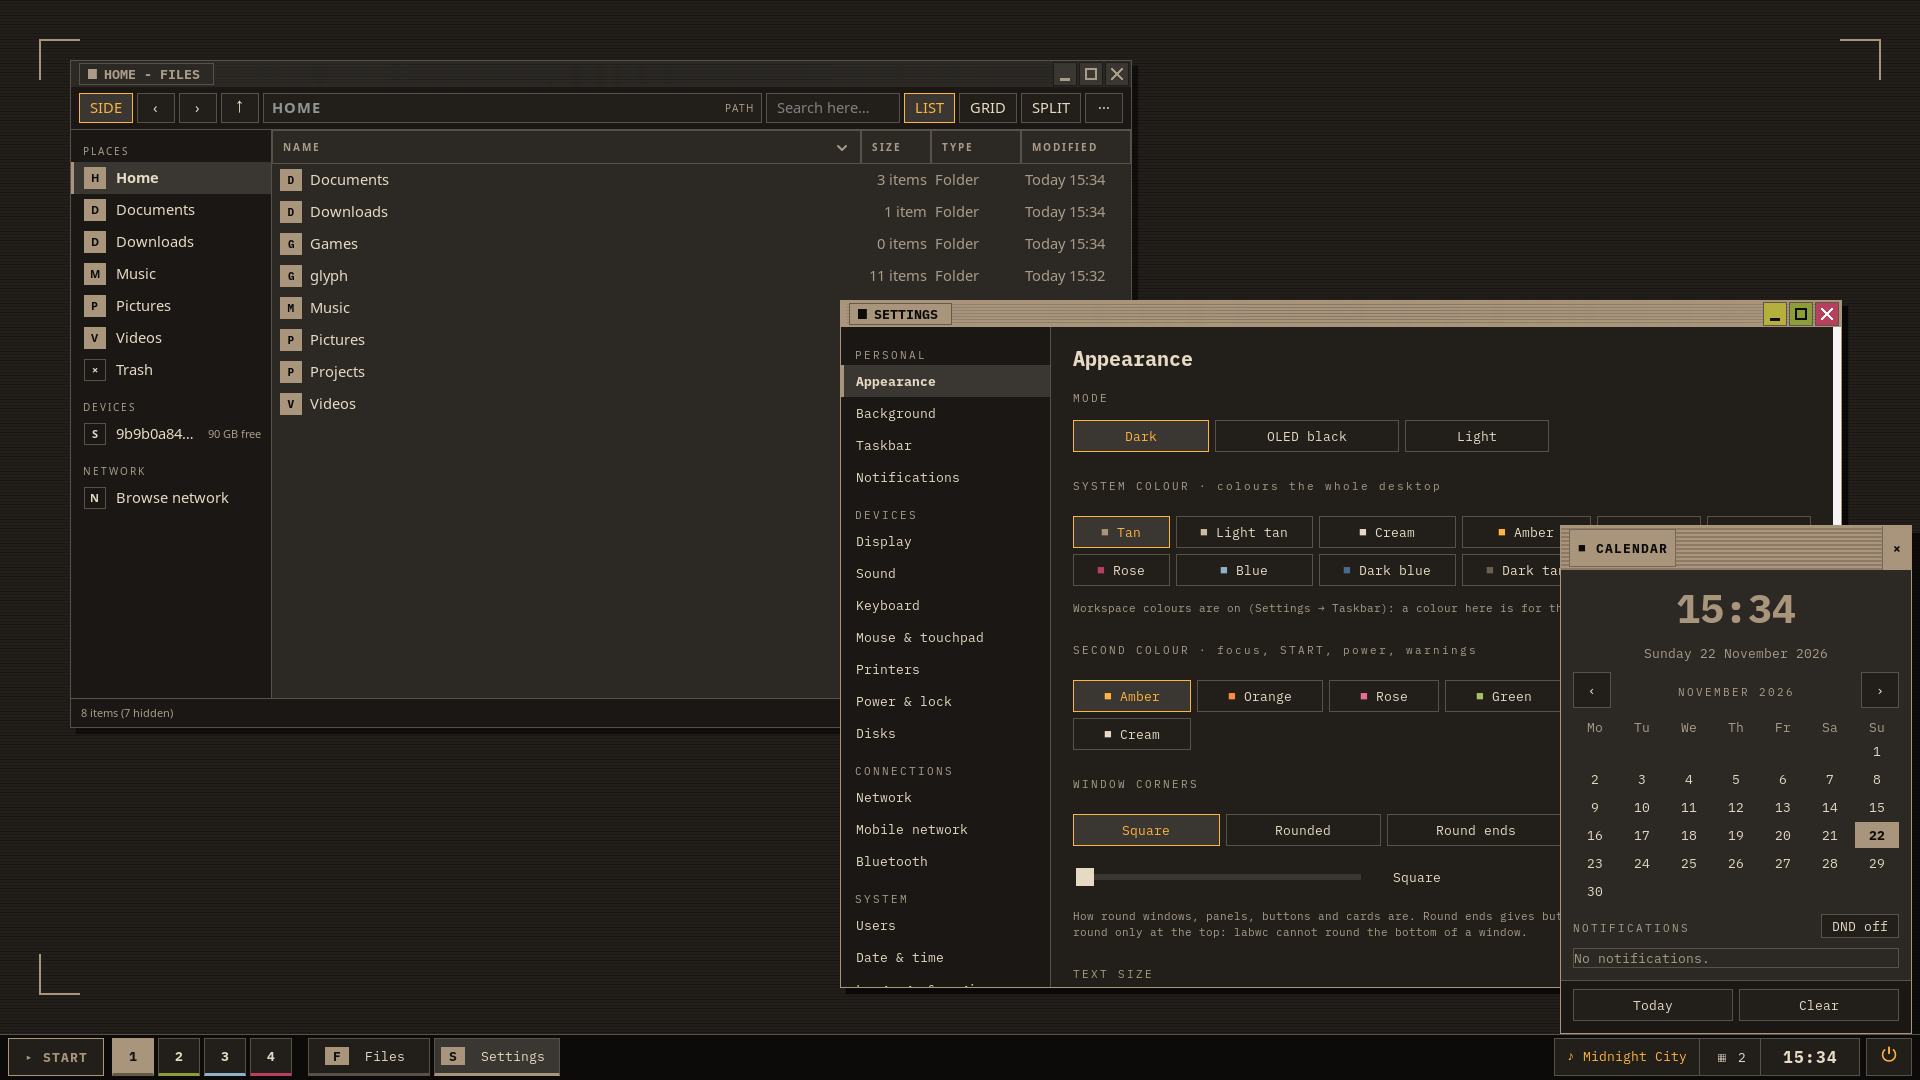 HOME - FILES
SIDE ‹ › ↑ HOME PATH Search here... LIST GRID SPLIT ...
PLACES
H Home
D Documents
D Downloads
M Music
P Pictures
V Videos
× Trash
DEVICES
S 9b9b0a84... 90 GB free
NETWORK
N Browse network
NAME SIZE TYPE MODIFIED
D Documents 3 items Folder Today 15:34
D Downloads 1 item Folder Today 15:34
G Games 0 items Folder Today 15:34
G glyph 11 items Folder Today 15:32
M Music
P Pictures
P Projects
V Videos
8 items (7 hidden)
SETTINGS
PERSONAL
Appearance
Background
Taskbar
Notifications
DEVICES
Display
Sound
Keyboard
Mouse & touchpad
Printers
Power & lock
Disks
CONNECTIONS
Network
Mobile network
Bluetooth
SYSTEM
Users
Date & time
Appearance
MODE
Dark OLED black Light
SYSTEM COLOUR · colours the whole desktop
Tan Light tan Cream Amber
Rose Blue Dark blue Dark tan
Workspace colours are on (Settings → Taskbar): a colour here is for th
SECOND COLOUR · focus, START, power, warnings
Amber Orange Rose Green
Cream
WINDOW CORNERS
Square Rounded Round ends
Square
How round windows, panels, buttons and cards are. Round ends gives but
round only at the top: labwc cannot round the bottom of a window.
TEXT SIZE
CALENDAR ×
15:34
Sunday 22 November 2026
‹ NOVEMBER 2026 ›
Mo Tu We Th Fr Sa Su
1
2 3 4 5 6 7 8
9 10 11 12 13 14 15
16 17 18 19 20 21 22
23 24 25 26 27 28 29
30
NOTIFICATIONS DND off
No notifications.
Today Clear
▸ START 1 2 3 4 F Files S Settings ♪ Midnight City ▦ 2 15:34